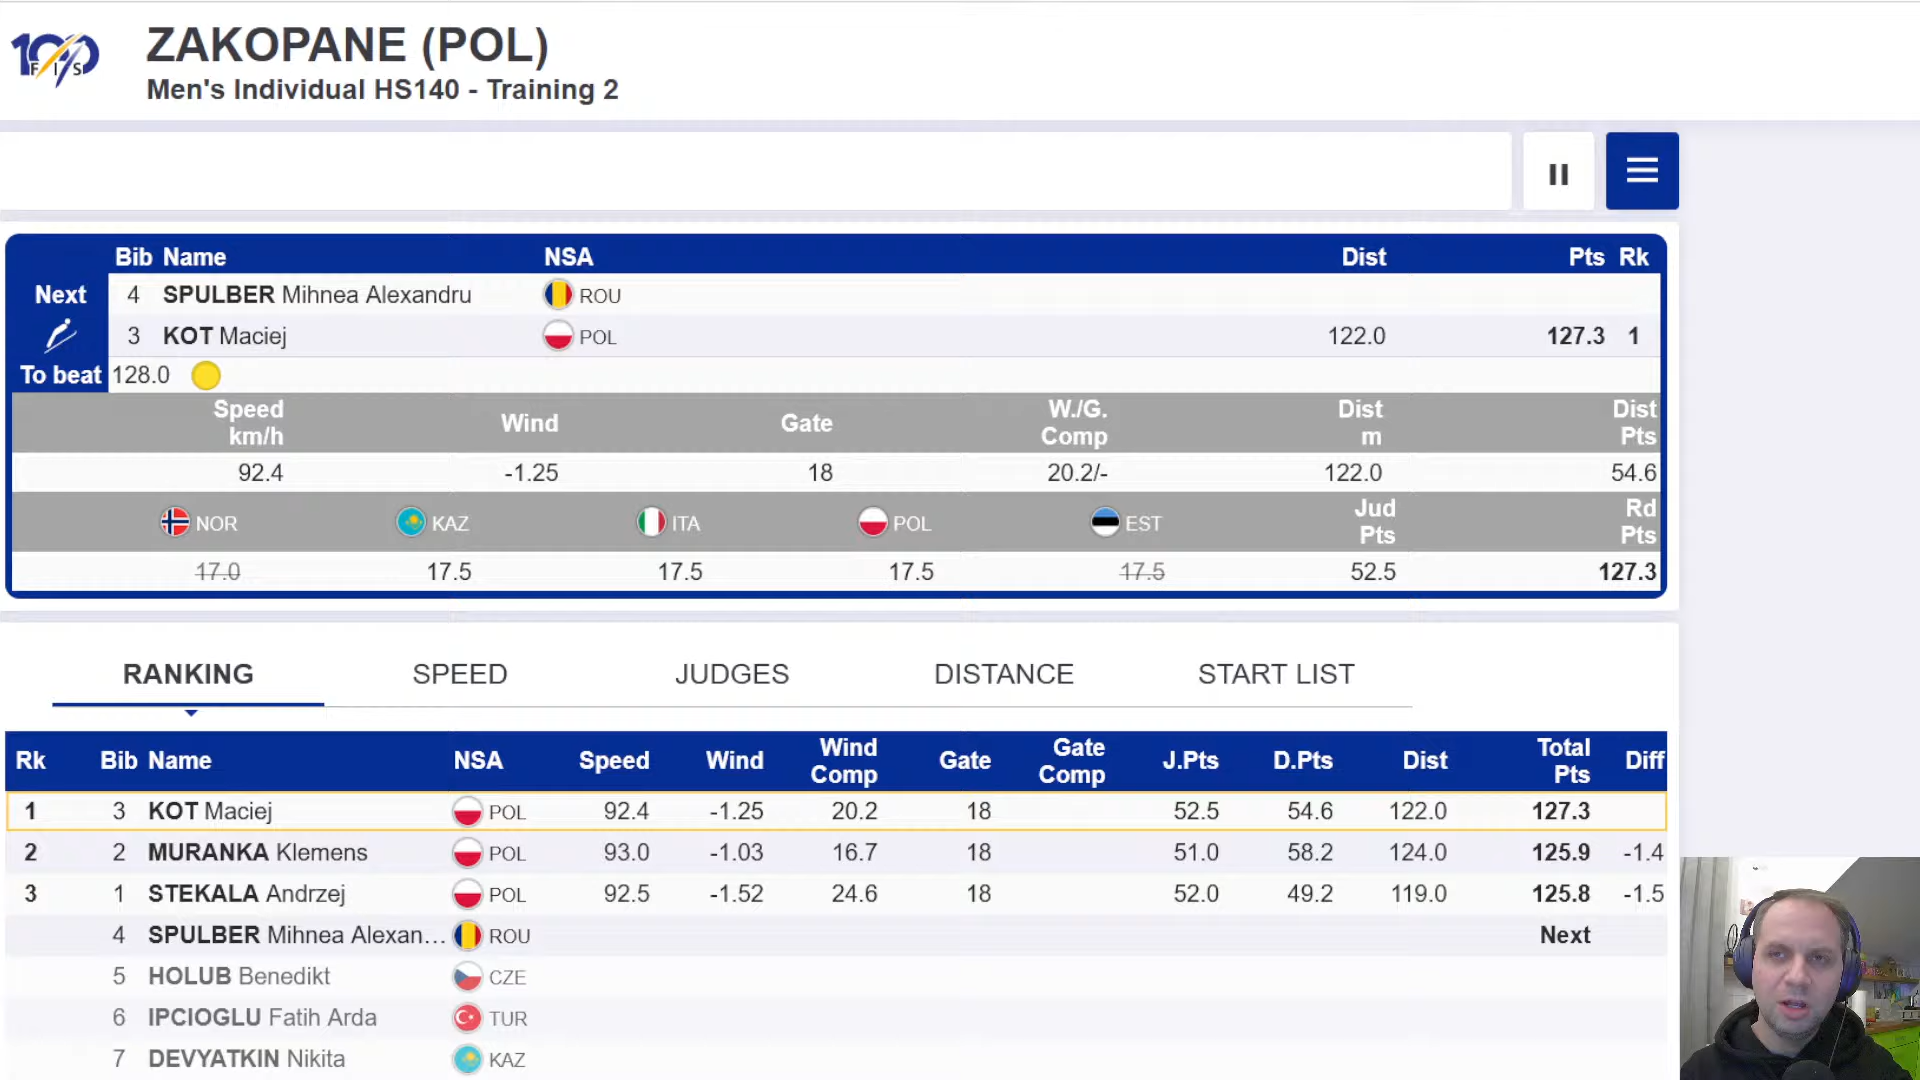 100
FIS
ZAKOPANE (POL)
Men's Individual HS140 - Training 2
Bib Name NSA Dist Pts Rk
Next 4 SPULBER Mihnea Alexandru ROU
3 KOT Maciej POL 122.0 127.3 1
To beat 128.0
Speed km/h Wind Gate W./G. Comp Dist m Dist Pts
92.4 -1.25 18 20.2/- 122.0 54.6
NOR KAZ ITA POL EST Jud Pts Rd Pts
17.0 17.5 17.5 17.5 17.5 52.5 127.3
RANKING SPEED JUDGES DISTANCE START LIST
Rk Bib Name NSA Speed Wind Wind Comp Gate Gate Comp J.Pts D.Pts Dist Total Pts Diff
1 3 KOT Maciej POL 92.4 -1.25 20.2 18 52.5 54.6 122.0 127.3
2 2 MURANKA Klemens POL 93.0 -1.03 16.7 18 51.0 58.2 124.0 125.9 -1.4
3 1 STEKALA Andrzej POL 92.5 -1.52 24.6 18 52.0 49.2 119.0 125.8 -1.5
4 SPULBER Mihnea Alexan... ROU Next
5 HOLUB Benedikt CZE
6 IPCIOGLU Fatih Arda TUR
7 DEVYATKIN Nikita KAZ